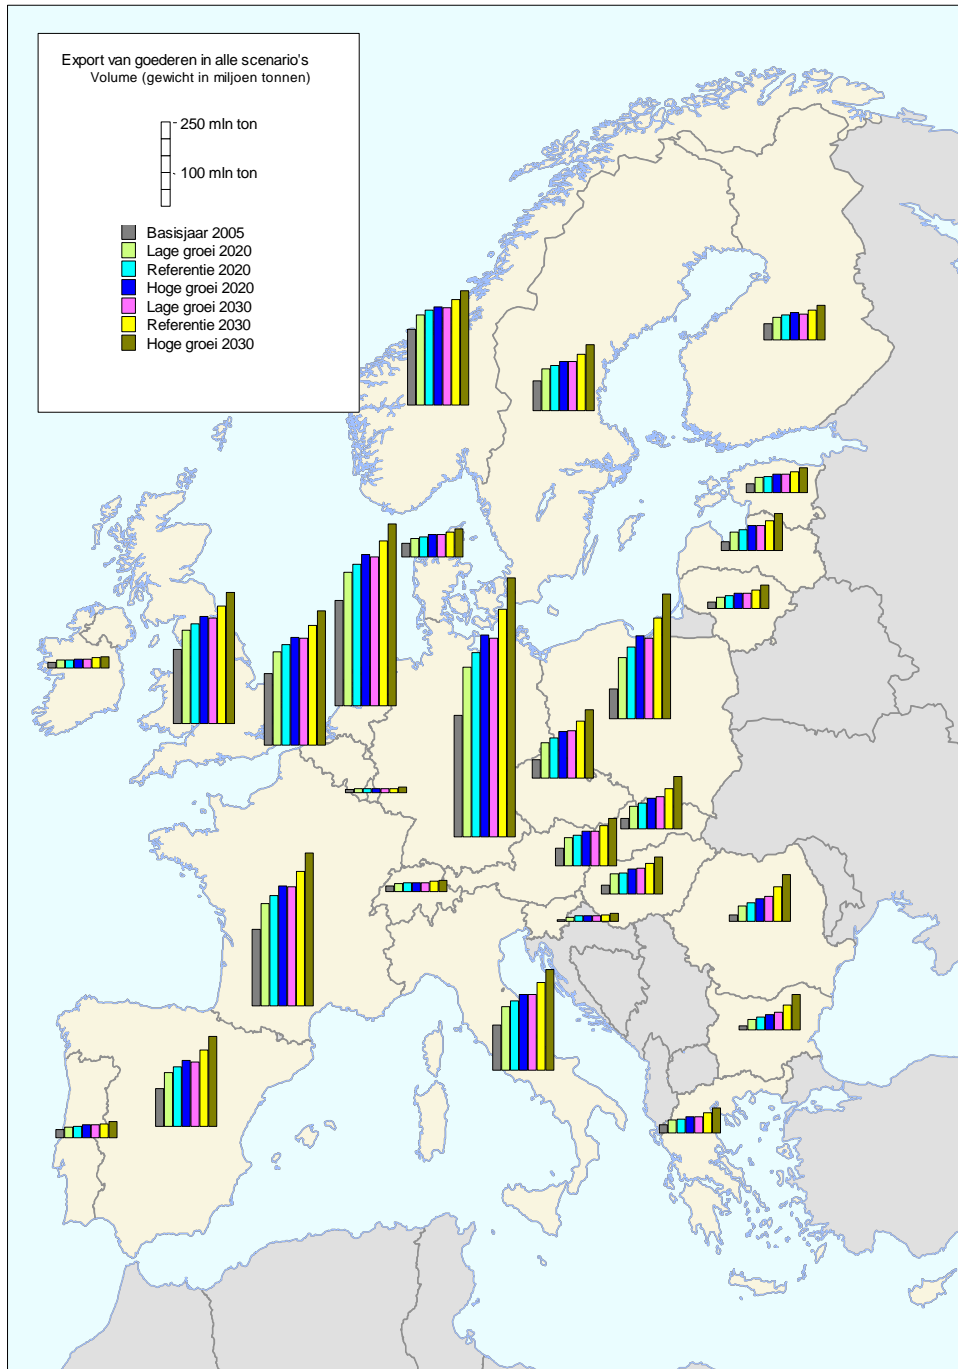 Export van goederen in alle scenario's
Volume (gewicht in miljoen tonnen)
250 mln ton
100 mln ton
Basisjaar 2005
Lage groei 2020
Referentie 2020
Hoge groei 2020
Lage groei 2030
Referentie 2030
Hoge groei 2030